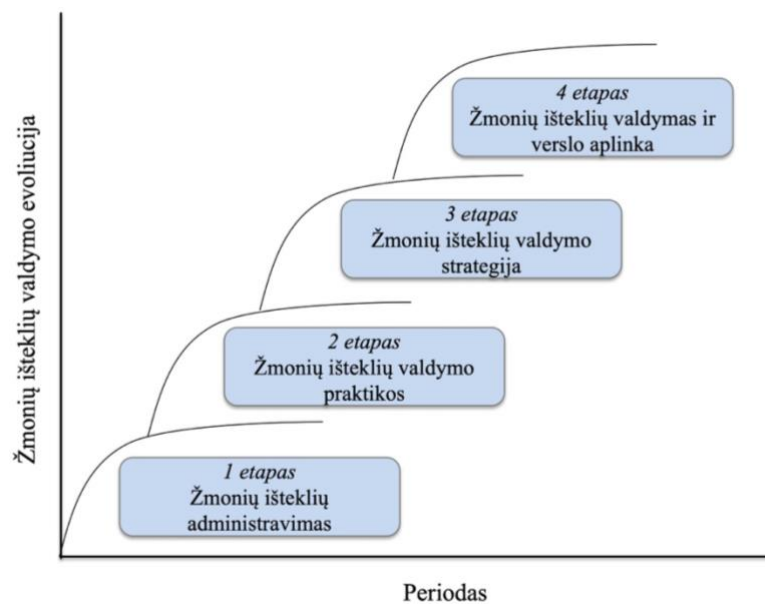 Žmonių išteklių valdymo evoliucija
4 etapas
Žmonių išteklių valdymas ir
verslo aplinka
3 etapas
Žmonių išteklių valdymo
strategija
2 etapas
Žmonių išteklių valdymo
praktikos
1 etapas
Žmonių išteklių
administravimas
Periodas